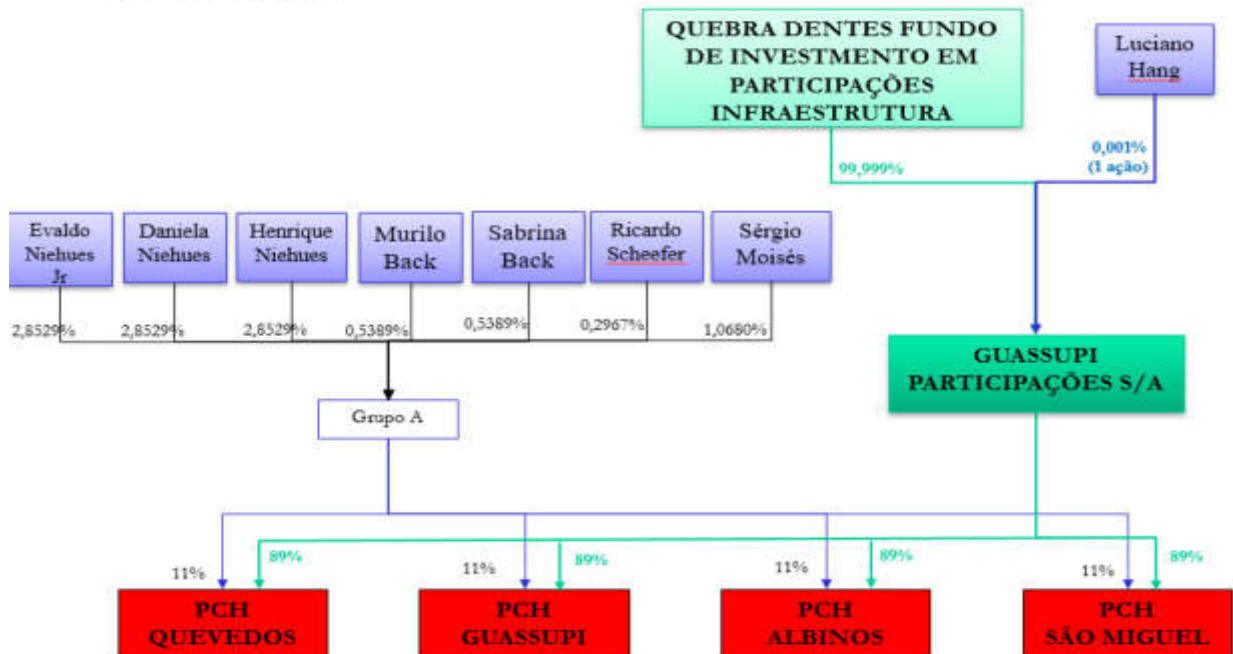 QUEBRA DENTES FUNDO
DE INVESTMENTO EM
PARTICIPAÇÕES
INFRAESTRUTURA
Luciano
Hang
99,999%
0,001%
(1 ação)
Evaldo
Niehues
Jr
Daniela
Niehues
Henrique
Niehues
Murilo
Back
Sabrina
Back
Ricardo
Scheefer
Sérgio
Moisés
2,8529%
2,8529%
2,8529%
0,5389%
0,5389%
0,2967%
1,0680%
GUASSUPI
PARTICIPAÇÕES S/A
Grupo A
11%
89%
11%
89%
11%
89%
11%
89%
PCH
QUEVEDOS
PCH
GUASSUPI
PCH
ALBINOS
PCH
SÃO MIGUEL